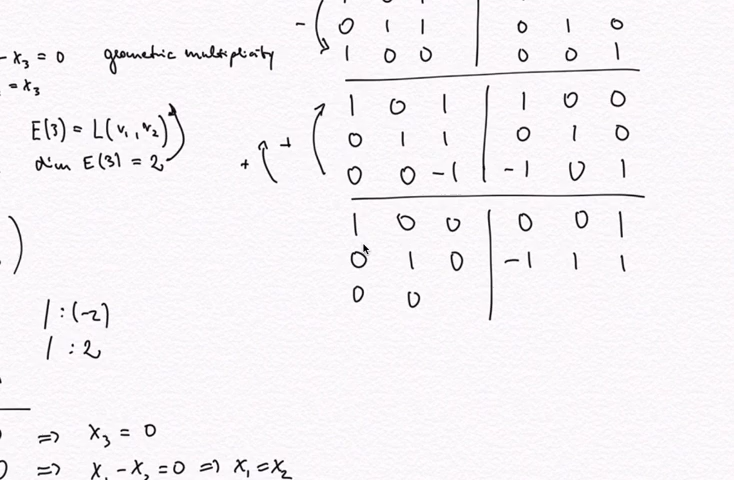 0 1 1 | 0 1 0
1 0 0 | 0 0 1
- x₃ = 0 geometric multiplicity
= x₃
1 0 1 | 1 0 0
0 1 1 | 0 1 0
0 0 -1 | -1 0 1
E(3) = L(v₁, v₂)
dim E(3) = 2
+ +
1 0 0 | 0 0 1
0 1 0 | -1 1 1
0 0 |
| : (-2)
| : 2
⇒ x₃ = 0
0 ⇒ x₁ - x₂ = 0 ⇒ x₁ = x₂